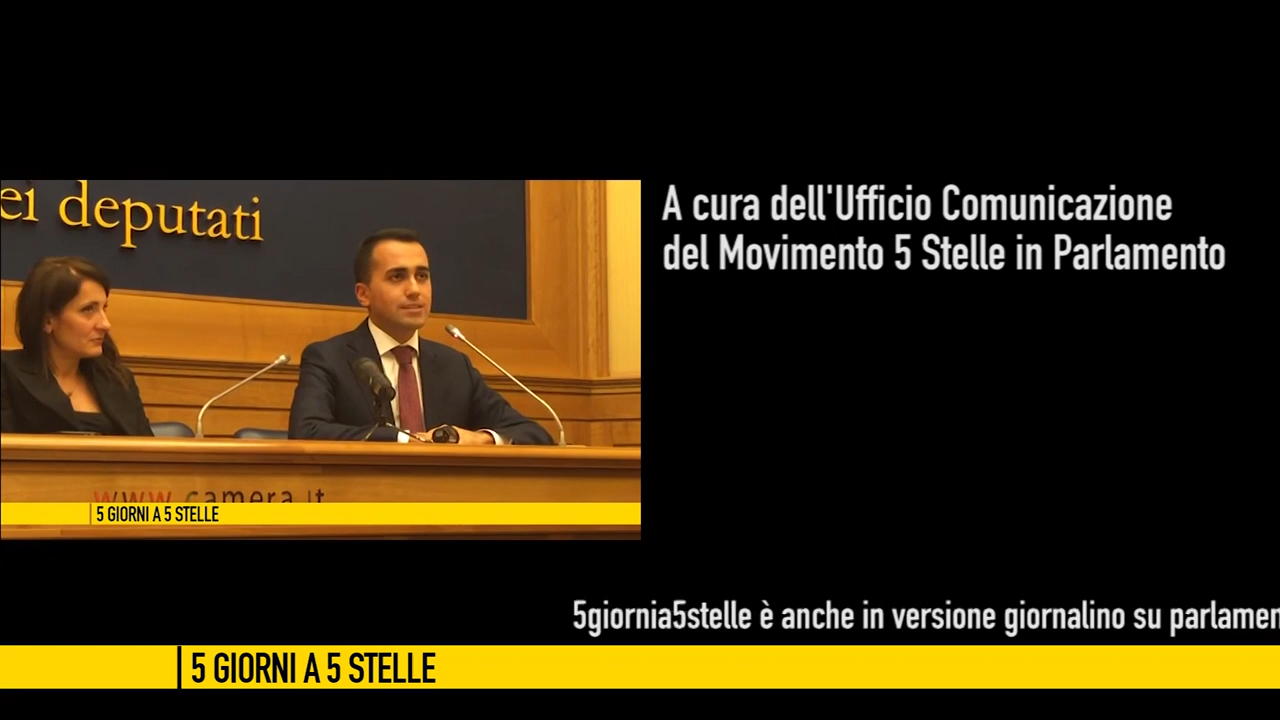 ei deputati
A cura dell'Ufficio Comunicazione
del Movimento 5 Stelle in Parlamento
www.camera.it
5 GIORNI A 5 STELLE
5giornia5stelle è anche in versione giornalino su parlamen
5 GIORNI A 5 STELLE